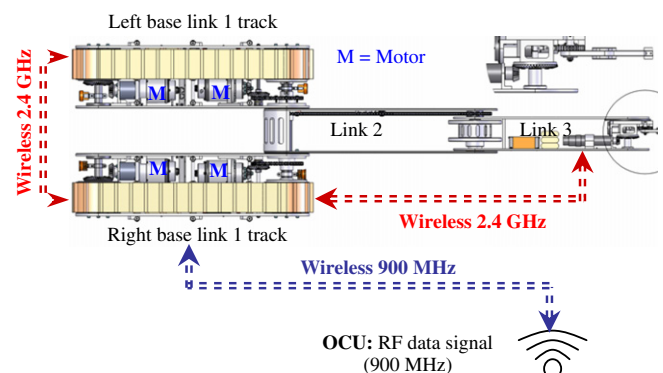 Left base link 1 track
M = Motor
Wireless 2.4 GHz
M
M
Link 2
Link 3
M
M
Wireless 2.4 GHz
Right base link 1 track
Wireless 900 MHz
OCU: RF data signal
(900 MHz)